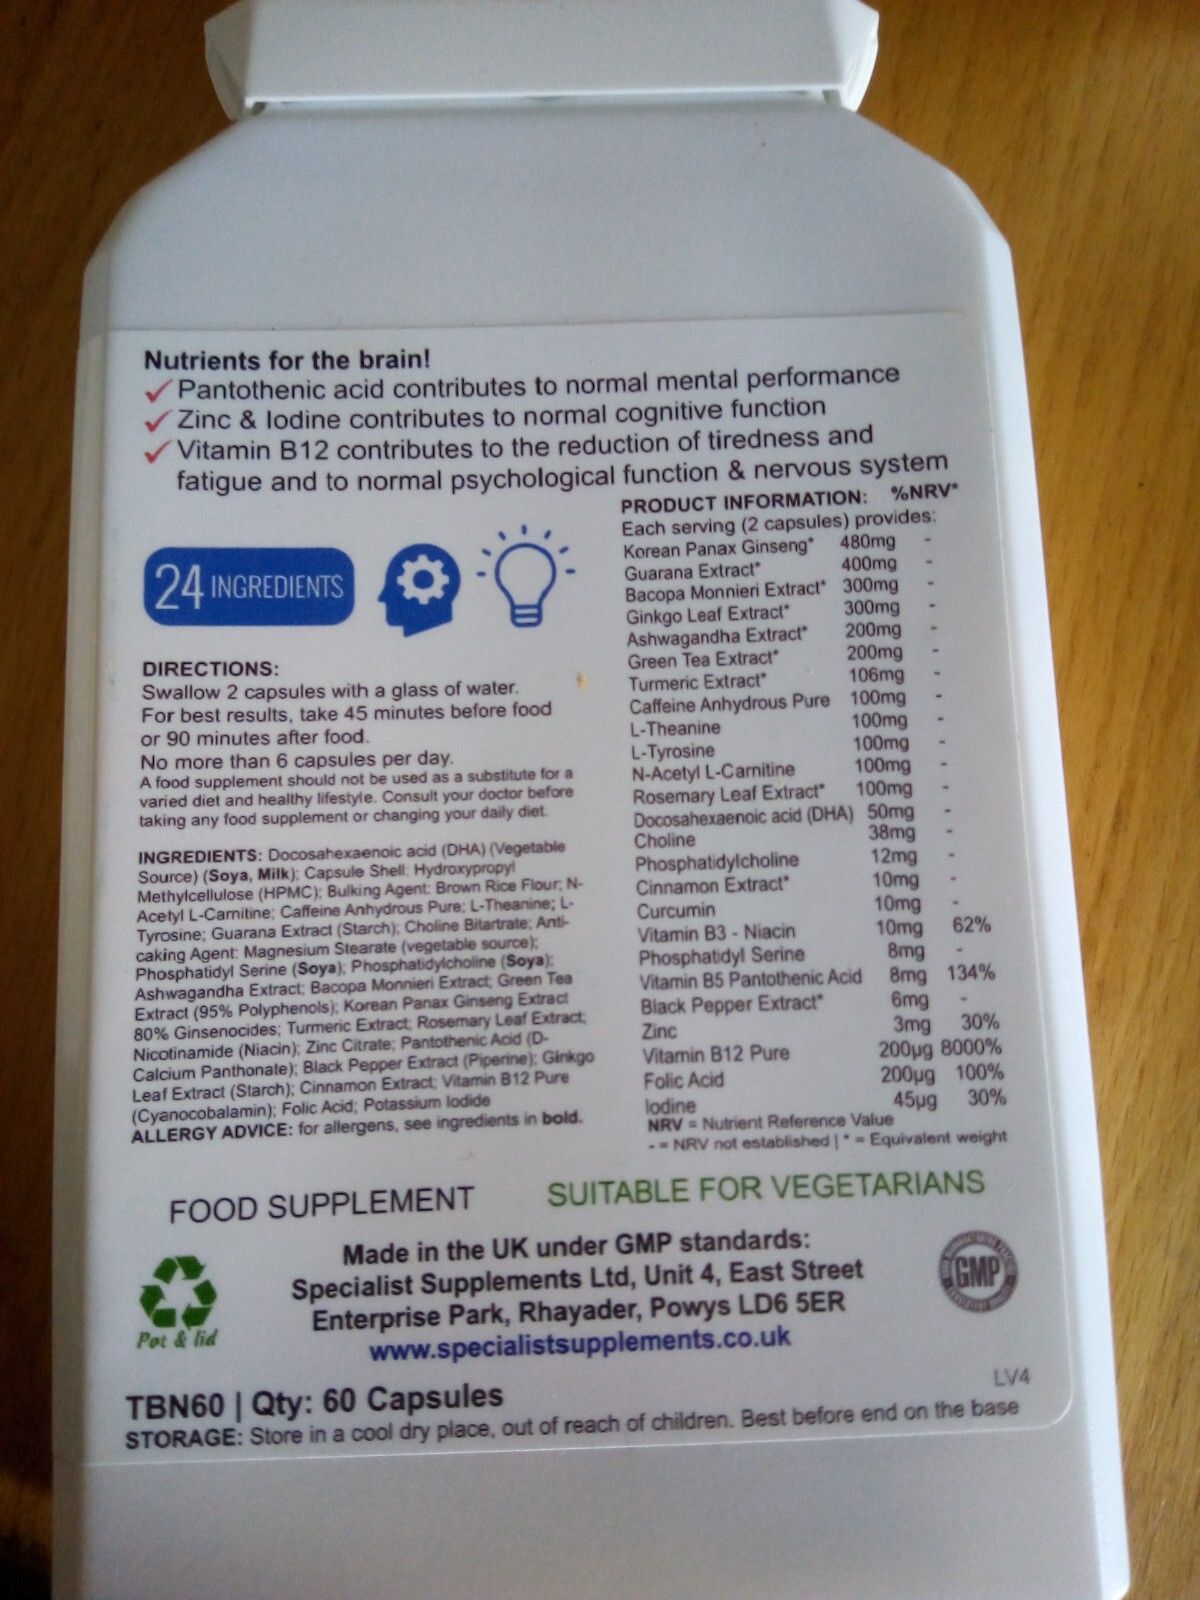 Nutrients for the brain!
Pantothenic acid contributes to normal mental performance
Zinc & Iodine contributes to normal cognitive function
Vitamin B12 contributes to the reduction of tiredness and
fatigue and to normal psychological function & nervous system
24 INGREDIENTS
DIRECTIONS:
Swallow 2 capsules with a glass of water.
For best results, take 45 minutes before food
or 90 minutes after food.
No more than 6 capsules per day.
A food supplement should not be used as a substitute for a
varied diet and healthy lifestyle. Consult your doctor before
taking any food supplement or changing your daily diet.
INGREDIENTS: Docosahexaenoic acid (DHA) (Vegetable
Source) (Soya, Milk); Capsule Shell: Hydroxypropyl
Methylcellulose (HPMC); Bulking Agent: Brown Rice Flour; N-
Acetyl L-Carnitine; Caffeine Anhydrous Pure; L-Theanine; L-
Tyrosine; Guarana Extract (Starch); Choline Bitartrate; Anti-
caking Agent: Magnesium Stearate (vegetable source);
Phosphatidyl Serine (Soya); Phosphatidylcholine (Soya);
Ashwagandha Extract; Bacopa Monnieri Extract; Green Tea
Extract (95% Polyphenols); Korean Panax Ginseng Extract
80% Ginsenocides; Turmeric Extract; Rosemary Leaf Extract;
Nicotinamide (Niacin); Zinc Citrate; Pantothenic Acid (D-
Calcium Panthonate); Black Pepper Extract (Piperine); Ginkgo
Leaf Extract (Starch); Cinnamon Extract; Vitamin B12 Pure
(Cyanocobalamin); Folic Acid; Potassium Iodide
ALLERGY ADVICE: for allergens, see ingredients in bold.
PRODUCT INFORMATION: %NRV*
Each serving (2 capsules) provides:
Korean Panax Ginseng* 480mg -
Guarana Extract* 400mg -
Bacopa Monnieri Extract* 300mg -
Ginkgo Leaf Extract* 300mg -
Ashwagandha Extract* 200mg -
Green Tea Extract* 200mg -
Turmeric Extract* 106mg -
Caffeine Anhydrous Pure 100mg -
L-Theanine 100mg -
L-Tyrosine 100mg -
N-Acetyl L-Carnitine 100mg -
Rosemary Leaf Extract* 100mg -
Docosahexaenoic acid (DHA) 50mg -
Choline 38mg -
Phosphatidylcholine 12mg -
Cinnamon Extract* 10mg -
Curcumin 10mg -
Vitamin B3 - Niacin 10mg 62%
Phosphatidyl Serine 8mg -
Vitamin B5 Pantothenic Acid 8mg 134%
Black Pepper Extract* 6mg -
Zinc 3mg 30%
Vitamin B12 Pure 200µg 8000%
Folic Acid 200µg 100%
Iodine 45µg 30%
NRV = Nutrient Reference Value
- = NRV not established | * = Equivalent weight
FOOD SUPPLEMENT
SUITABLE FOR VEGETARIANS
Pot & lid
Made in the UK under GMP standards:
Specialist Supplements Ltd, Unit 4, East Street
Enterprise Park, Rhayader, Powys LD6 5ER
www.specialistsupplements.co.uk
GMP
LV4
TBN60 | Qty: 60 Capsules
STORAGE: Store in a cool dry place, out of reach of children. Best before end on the base